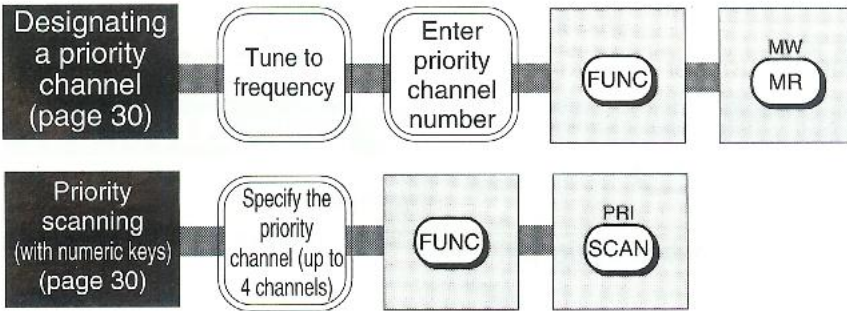 Designating
a priority
channel
(page 30)
Tune to
frequency
Enter
priority
channel
number
FUNC
MW
MR
Priority
scanning
(with numeric keys)
(page 30)
Specify the
priority
channel (up to
4 channels)
FUNC
PRI
SCAN